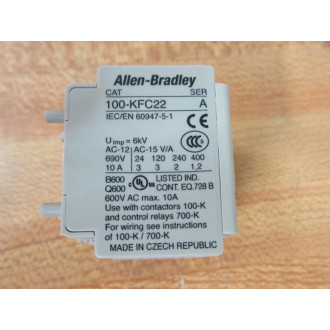 Allen-Bradley
CAT SER
100-KFC22 A
IEC/EN 60947-5-1
U imp = 6kV
AC-12 AC-15 V/A
690V 24 120 240 400
10 A 3 3 2 1,2
B600 LISTED IND.
Q600 CONT. EQ.728 B
600V AC max. 10A
Use with contactors 100-K
and control relays 700-K
For wiring see instructions
of 100-K / 700-K
MADE IN CZECH REPUBLIC